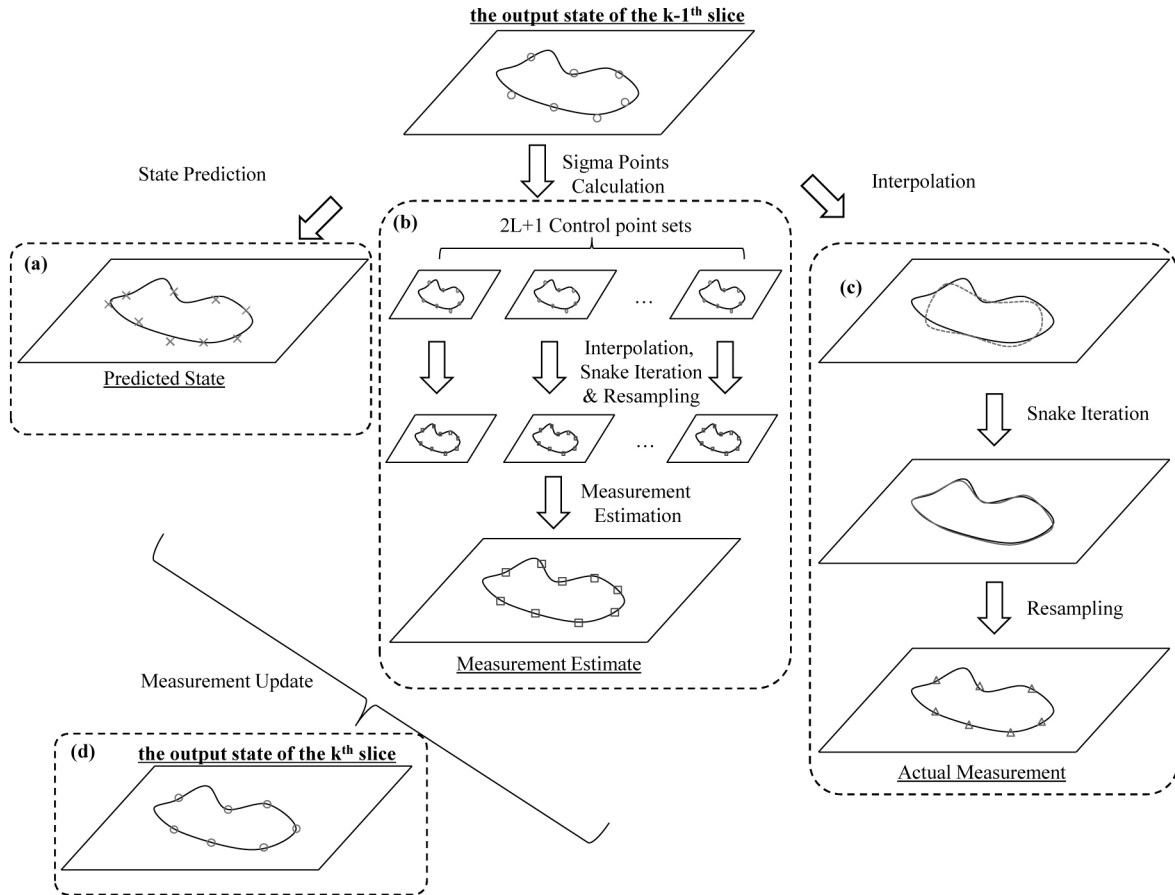 the output state of the k-1th slice
State Prediction
Sigma Points
Calculation
Interpolation
(a)
Predicted State
(b)
2L+1 Control point sets
...
Interpolation,
Snake Iteration
& Resampling
...
Measurement
Estimation
Measurement Estimate
(c)
Snake Iteration
Resampling
Actual Measurement
Measurement Update
(d)
the output state of the kth slice